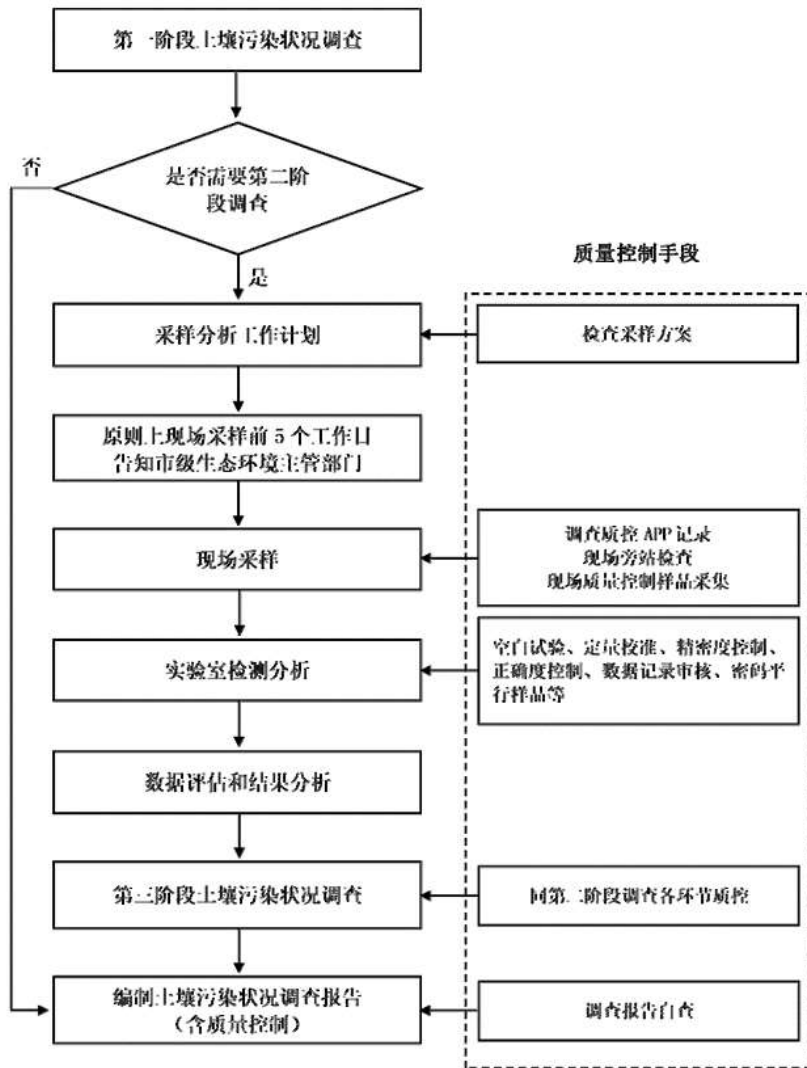 第一阶段土壤污染状况调查
否
是否需要第二阶
段调查
是
质量控制手段
采样分析工作计划
检查采样方案
原则上现场采样前 5 个工作日
告知市级生态环境主管部门
现场采样
调查质控 APP 记录
现场旁站检查
现场质量控制样品采集
实验室检测分析
空白试验、定量校准、精密度控制、
正确度控制、数据记录审核、密码平
行样品等
数据评估和结果分析
第三阶段土壤污染状况调查
同第二阶段调查各环节质控
编制土壤污染状况调查报告
（含质量控制）
调查报告自查